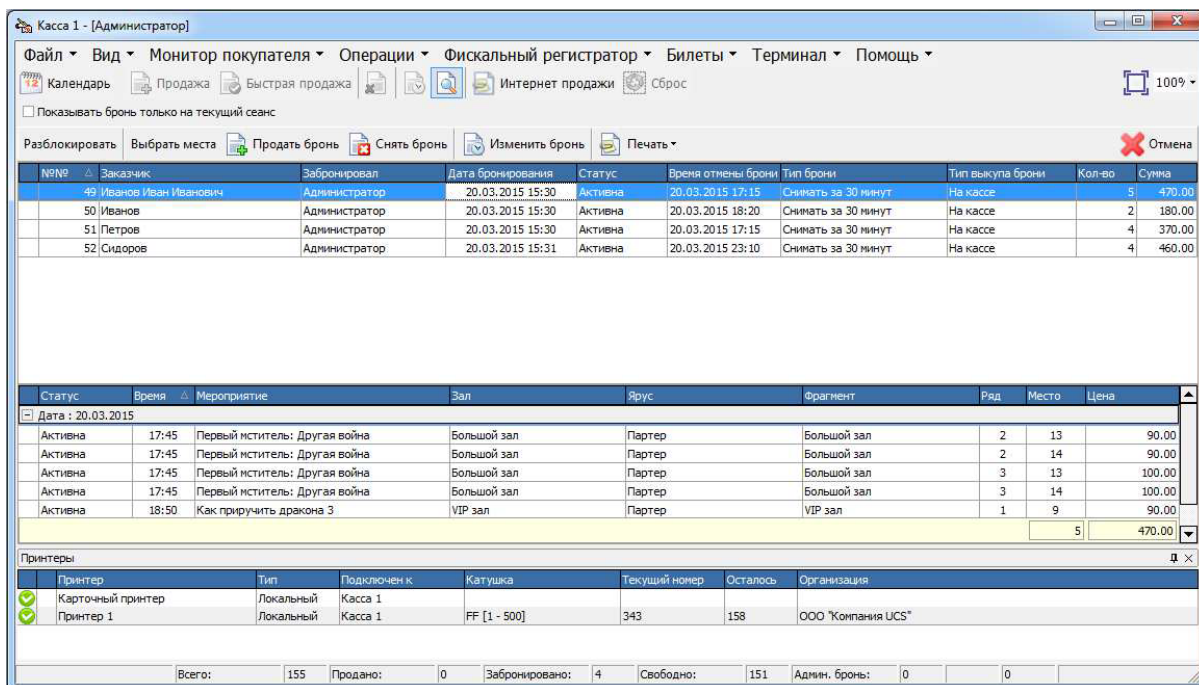 Касса 1 - [Администратор]
Файл Вид Монитор покупателя Операции Фискальный регистратор Билеты Терминал Помощь
12 Календарь Продажа Быстрая продажа Интернет продажи Сброс 100%
Показывать бронь только на текущий сеанс
Разблокировать Выбрать места Продать бронь Снять бронь Изменить бронь Печать Отмена
№№ Заказчик Забронировал Дата бронирования Статус Время отмены брони Тип брони Тип выкупа брони Кол-во Сумма
49 Иванов Иван Иванович Администратор 20.03.2015 15:30 Активна 20.03.2015 17:15 Снимать за 30 минут На кассе 5 470.00
50 Иванов Администратор 20.03.2015 15:30 Активна 20.03.2015 18:20 Снимать за 30 минут На кассе 2 180.00
51 Петров Администратор 20.03.2015 15:30 Активна 20.03.2015 17:15 Снимать за 30 минут На кассе 4 370.00
52 Сидоров Администратор 20.03.2015 15:31 Активна 20.03.2015 23:10 Снимать за 30 минут На кассе 4 460.00
Статус Время Мероприятие Зал Ярус Фрагмент Ряд Место Цена
Дата : 20.03.2015
Активна 17:45 Первый мститель: Другая война Большой зал Партер Большой зал 2 13 90.00
Активна 17:45 Первый мститель: Другая война Большой зал Партер Большой зал 2 14 90.00
Активна 17:45 Первый мститель: Другая война Большой зал Партер Большой зал 3 13 100.00
Активна 17:45 Первый мститель: Другая война Большой зал Партер Большой зал 3 14 100.00
Активна 18:50 Как приручить дракона 3 VIP зал Партер VIP зал 1 9 90.00
5 470.00
Принтеры
Принтер Тип Подключен к Катушка Текущий номер Осталось Организация
Карточный принтер Локальный Касса 1
Принтер 1 Локальный Касса 1 FF [1 - 500] 343 158 ООО "Компания UCS"
Всего: 155 Продано: 0 Забронировано: 4 Свободно: 151 Админ. бронь: 0 0